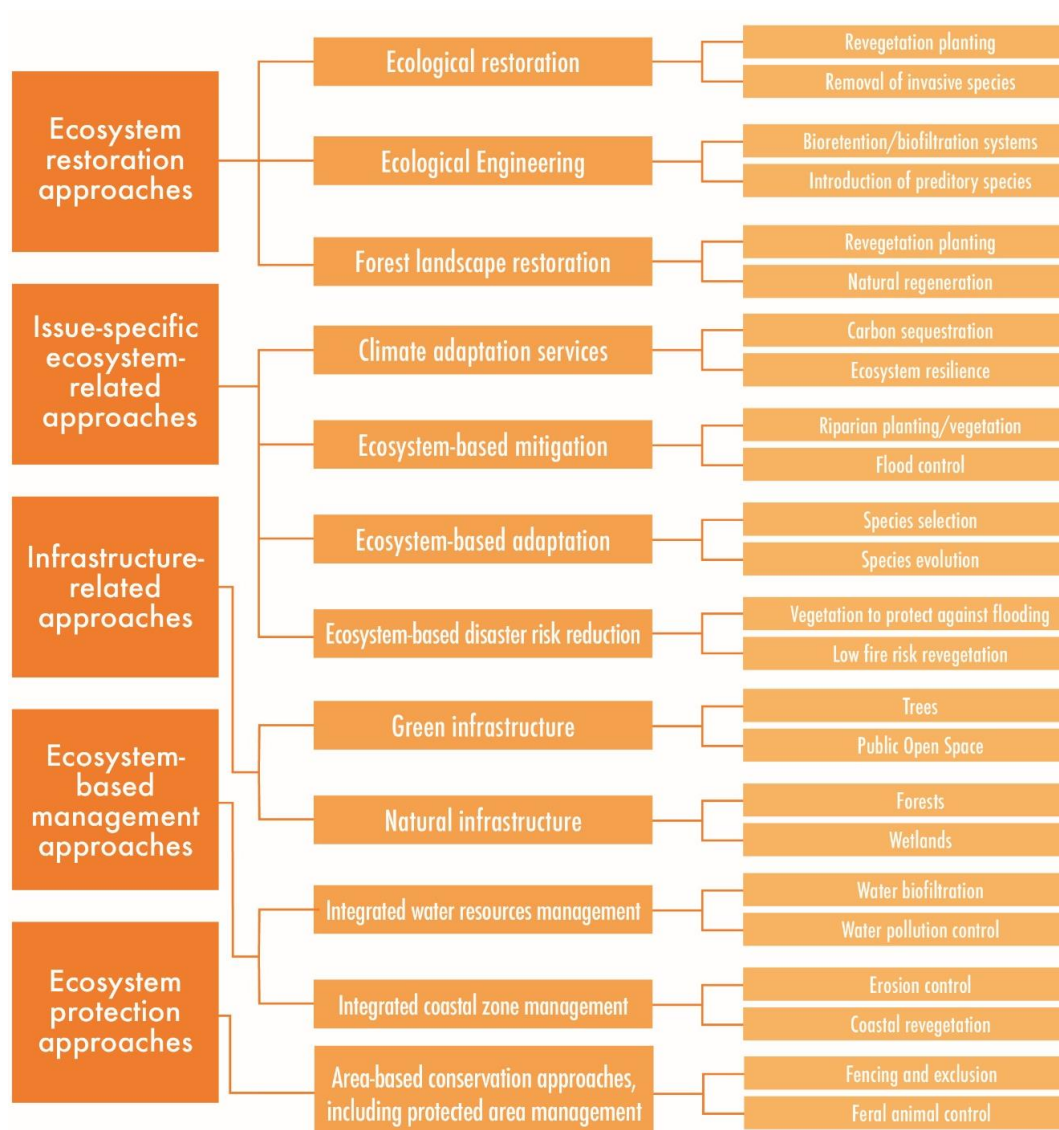 Ecosystem
restoration
approaches
Ecological restoration
Revegetation planting
Removal of invasive species
Ecological Engineering
Bioretention/biofiltration systems
Introduction of preditory species
Forest landscape restoration
Revegetation planting
Natural regeneration
Issue-specific
ecosystem-
related
approaches
Climate adaptation services
Carbon sequestration
Ecosystem resilience
Ecosystem-based mitigation
Riparian planting/vegetation
Flood control
Ecosystem-based adaptation
Species selection
Species evolution
Ecosystem-based disaster risk reduction
Vegetation to protect against flooding
Low fire risk revegetation
Infrastructure-
related
approaches
Green infrastructure
Trees
Public Open Space
Natural infrastructure
Forests
Wetlands
Ecosystem-
based
management
approaches
Integrated water resources management
Water biofiltration
Water pollution control
Integrated coastal zone management
Erosion control
Coastal revegetation
Ecosystem
protection
approaches
Area-based conservation approaches,
including protected area management
Fencing and exclusion
Feral animal control